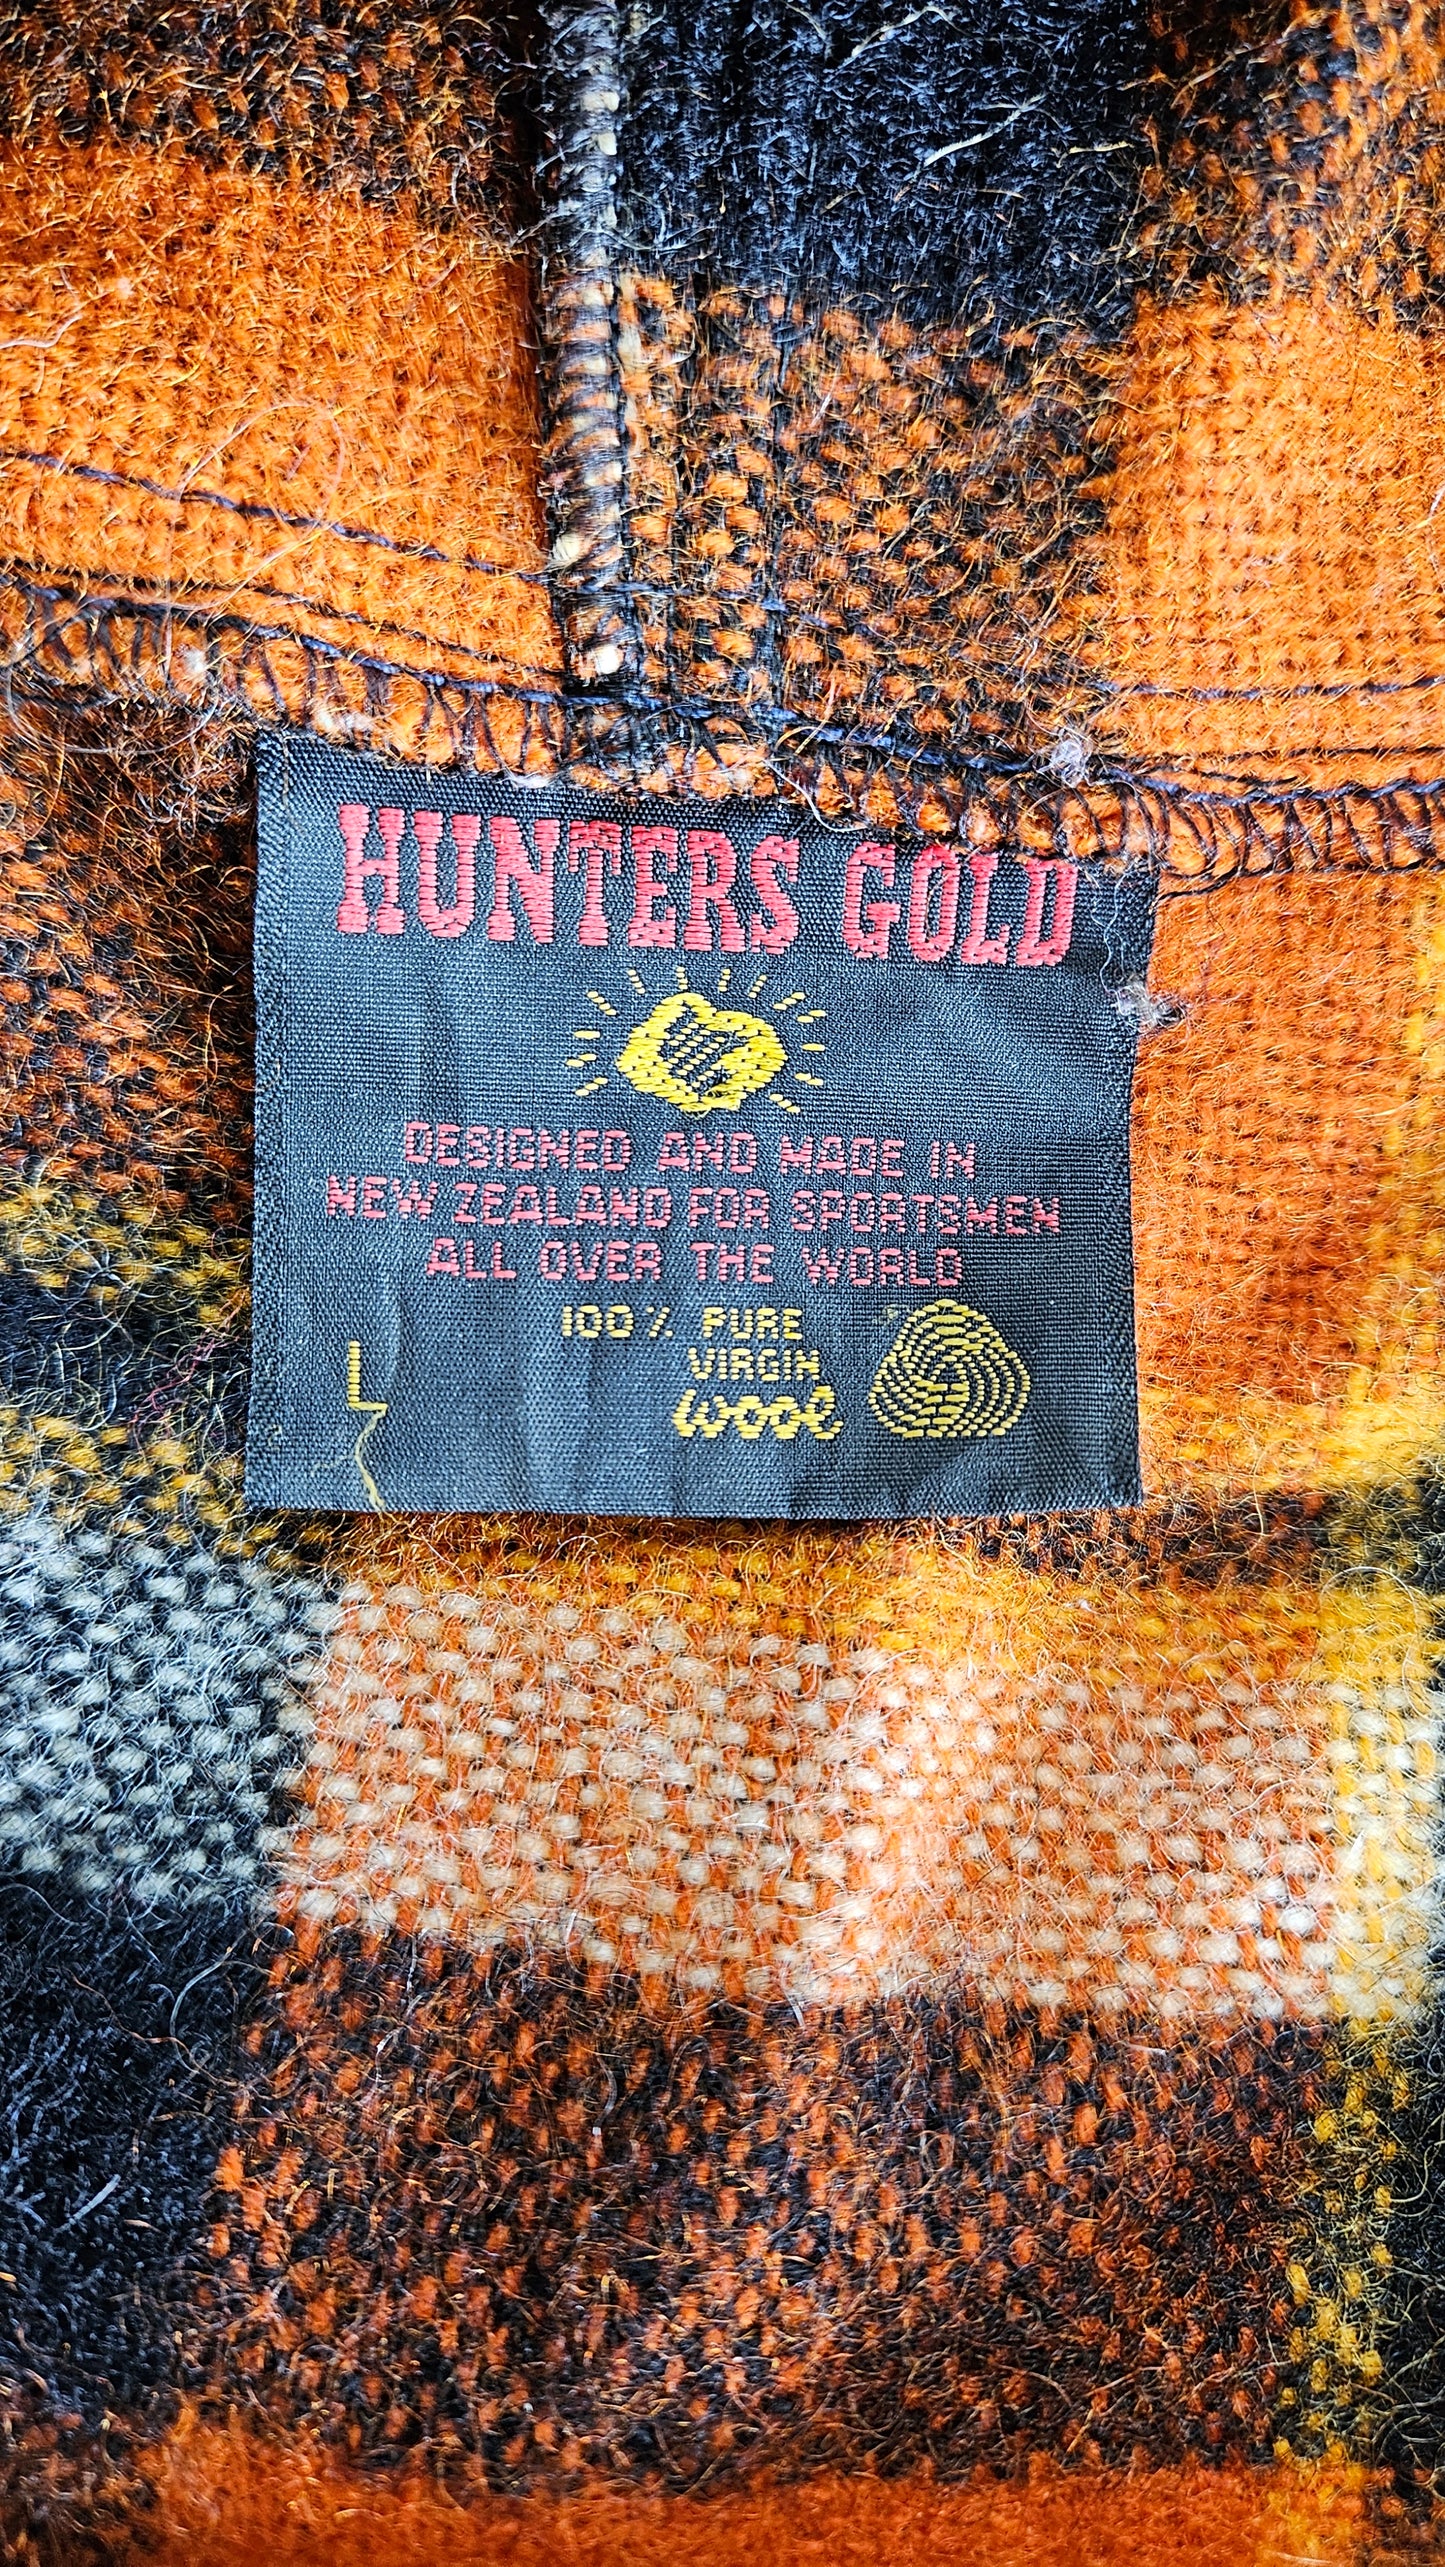 HUNTERS GOLD
DESIGNED AND MADE IN
NEW ZEALAND FOR SPORTSMEN
ALL OVER THE WORLD
100% PURE
VIRGIN
wool
L